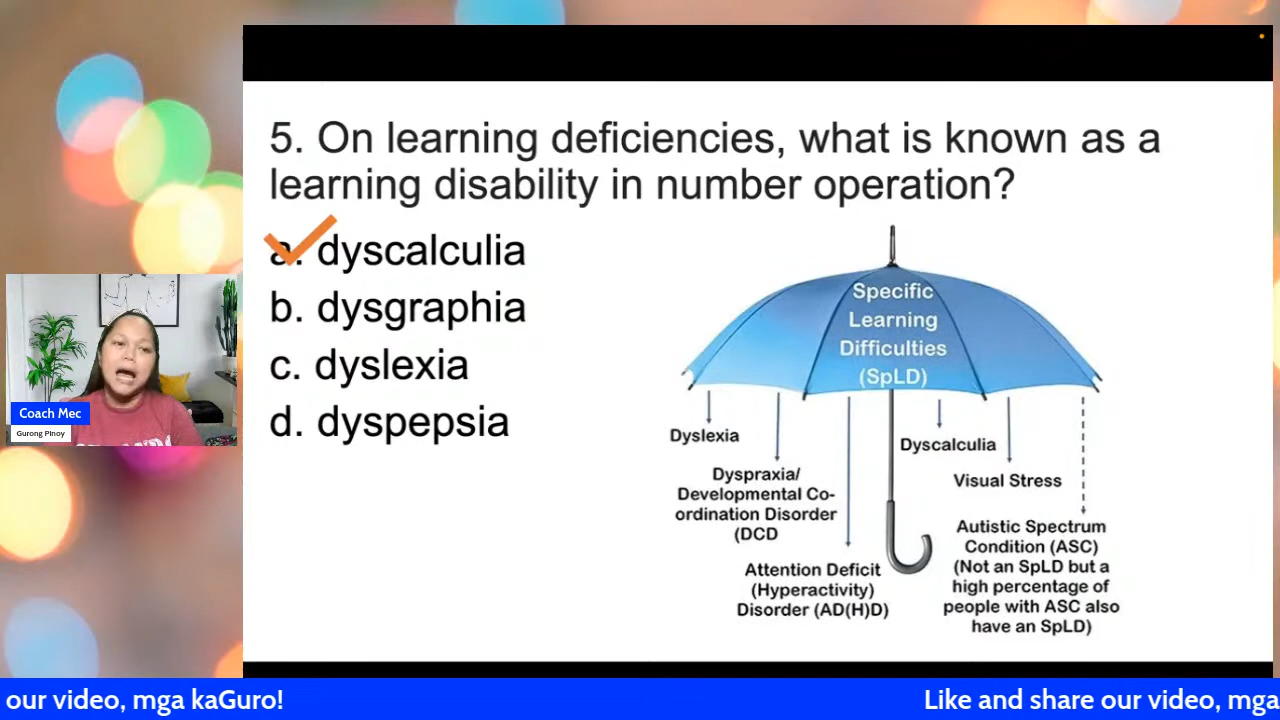 5. On learning deficiencies, what is known as a
learning disability in number operation?
a. dyscalculia
b. dysgraphia
c. dyslexia
d. dyspepsia
Specific
Learning
Difficulties
(SpLD)
Dyslexia
Dyspraxia/
Developmental Co-
ordination Disorder
(DCD
Attention Deficit
(Hyperactivity)
Disorder (AD(H)D)
Dyscalculia
Visual Stress
Autistic Spectrum
Condition (ASC)
(Not an SpLD but a
high percentage of
people with ASC also
have an SpLD)
Coach Mec
Gurong Pinoy
our video, mga kaGuro!
Like and share our video, mga